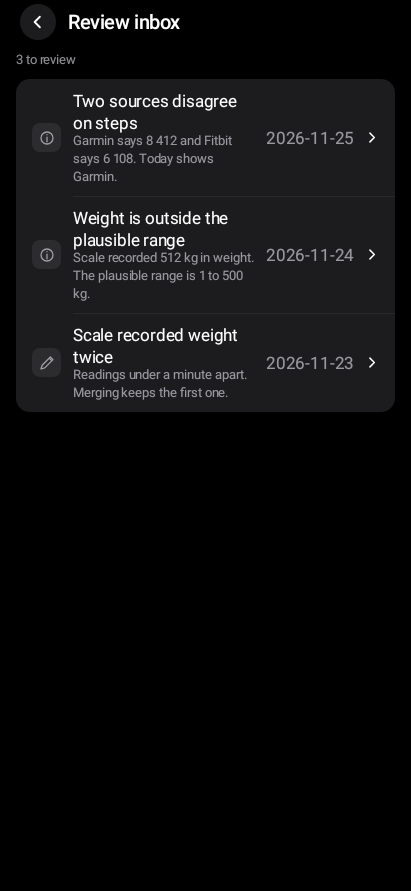 Review inbox
3 to review
Two sources disagree
on steps
Garmin says 8 412 and Fitbit
says 6 108. Today shows
Garmin.
2026-11-25
Weight is outside the
plausible range
Scale recorded 512 kg in weight.
The plausible range is 1 to 500
kg.
2026-11-24
Scale recorded weight
twice
Readings under a minute apart.
Merging keeps the first one.
2026-11-23